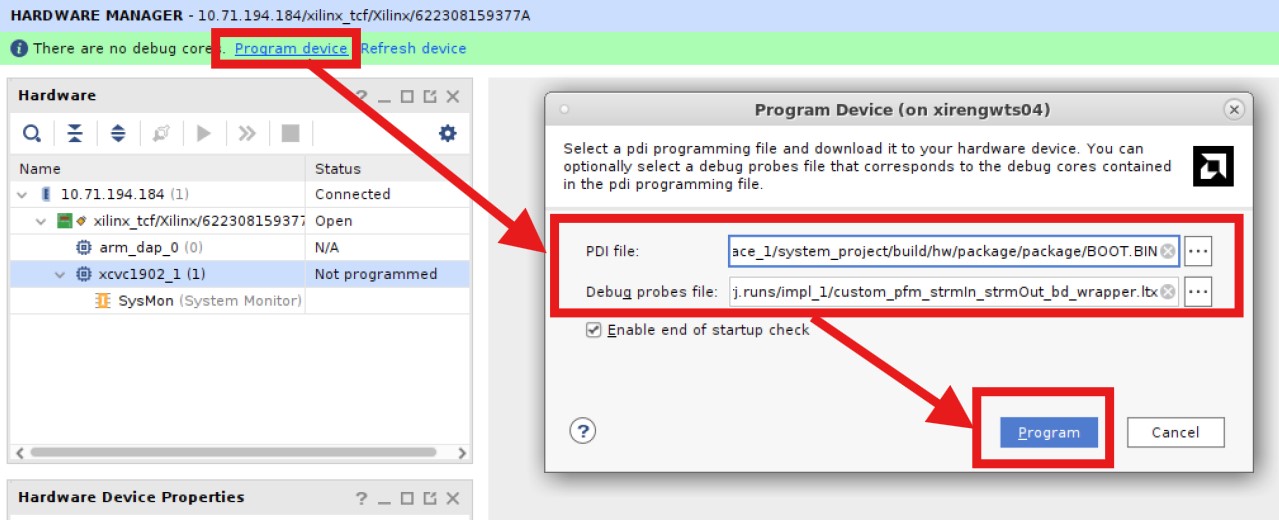 HARDWARE MANAGER - 10.71.194.184/xilinx_tcf/Xilinx/622308159377A
There are no debug cores. Program device Refresh device
Hardware
Name Status
10.71.194.184 (1) Connected
xilinx_tcf/Xilinx/622308159377 Open
arm_dap_0 (0) N/A
xcvc1902_1 (1) Not programmed
SysMon (System Monitor)
Hardware Device Properties
Program Device (on xirengwts04)
Select a pdi programming file and download it to your hardware device. You can
optionally select a debug probes file that corresponds to the debug cores contained
in the pdi programming file.
PDI file: ace_1/system_project/build/hw/package/package/BOOT.BIN
Debug probes file: j.runs/impl_1/custom_pfm_strmIn_strmOut_bd_wrapper.ltx
Enable end of startup check
Program Cancel